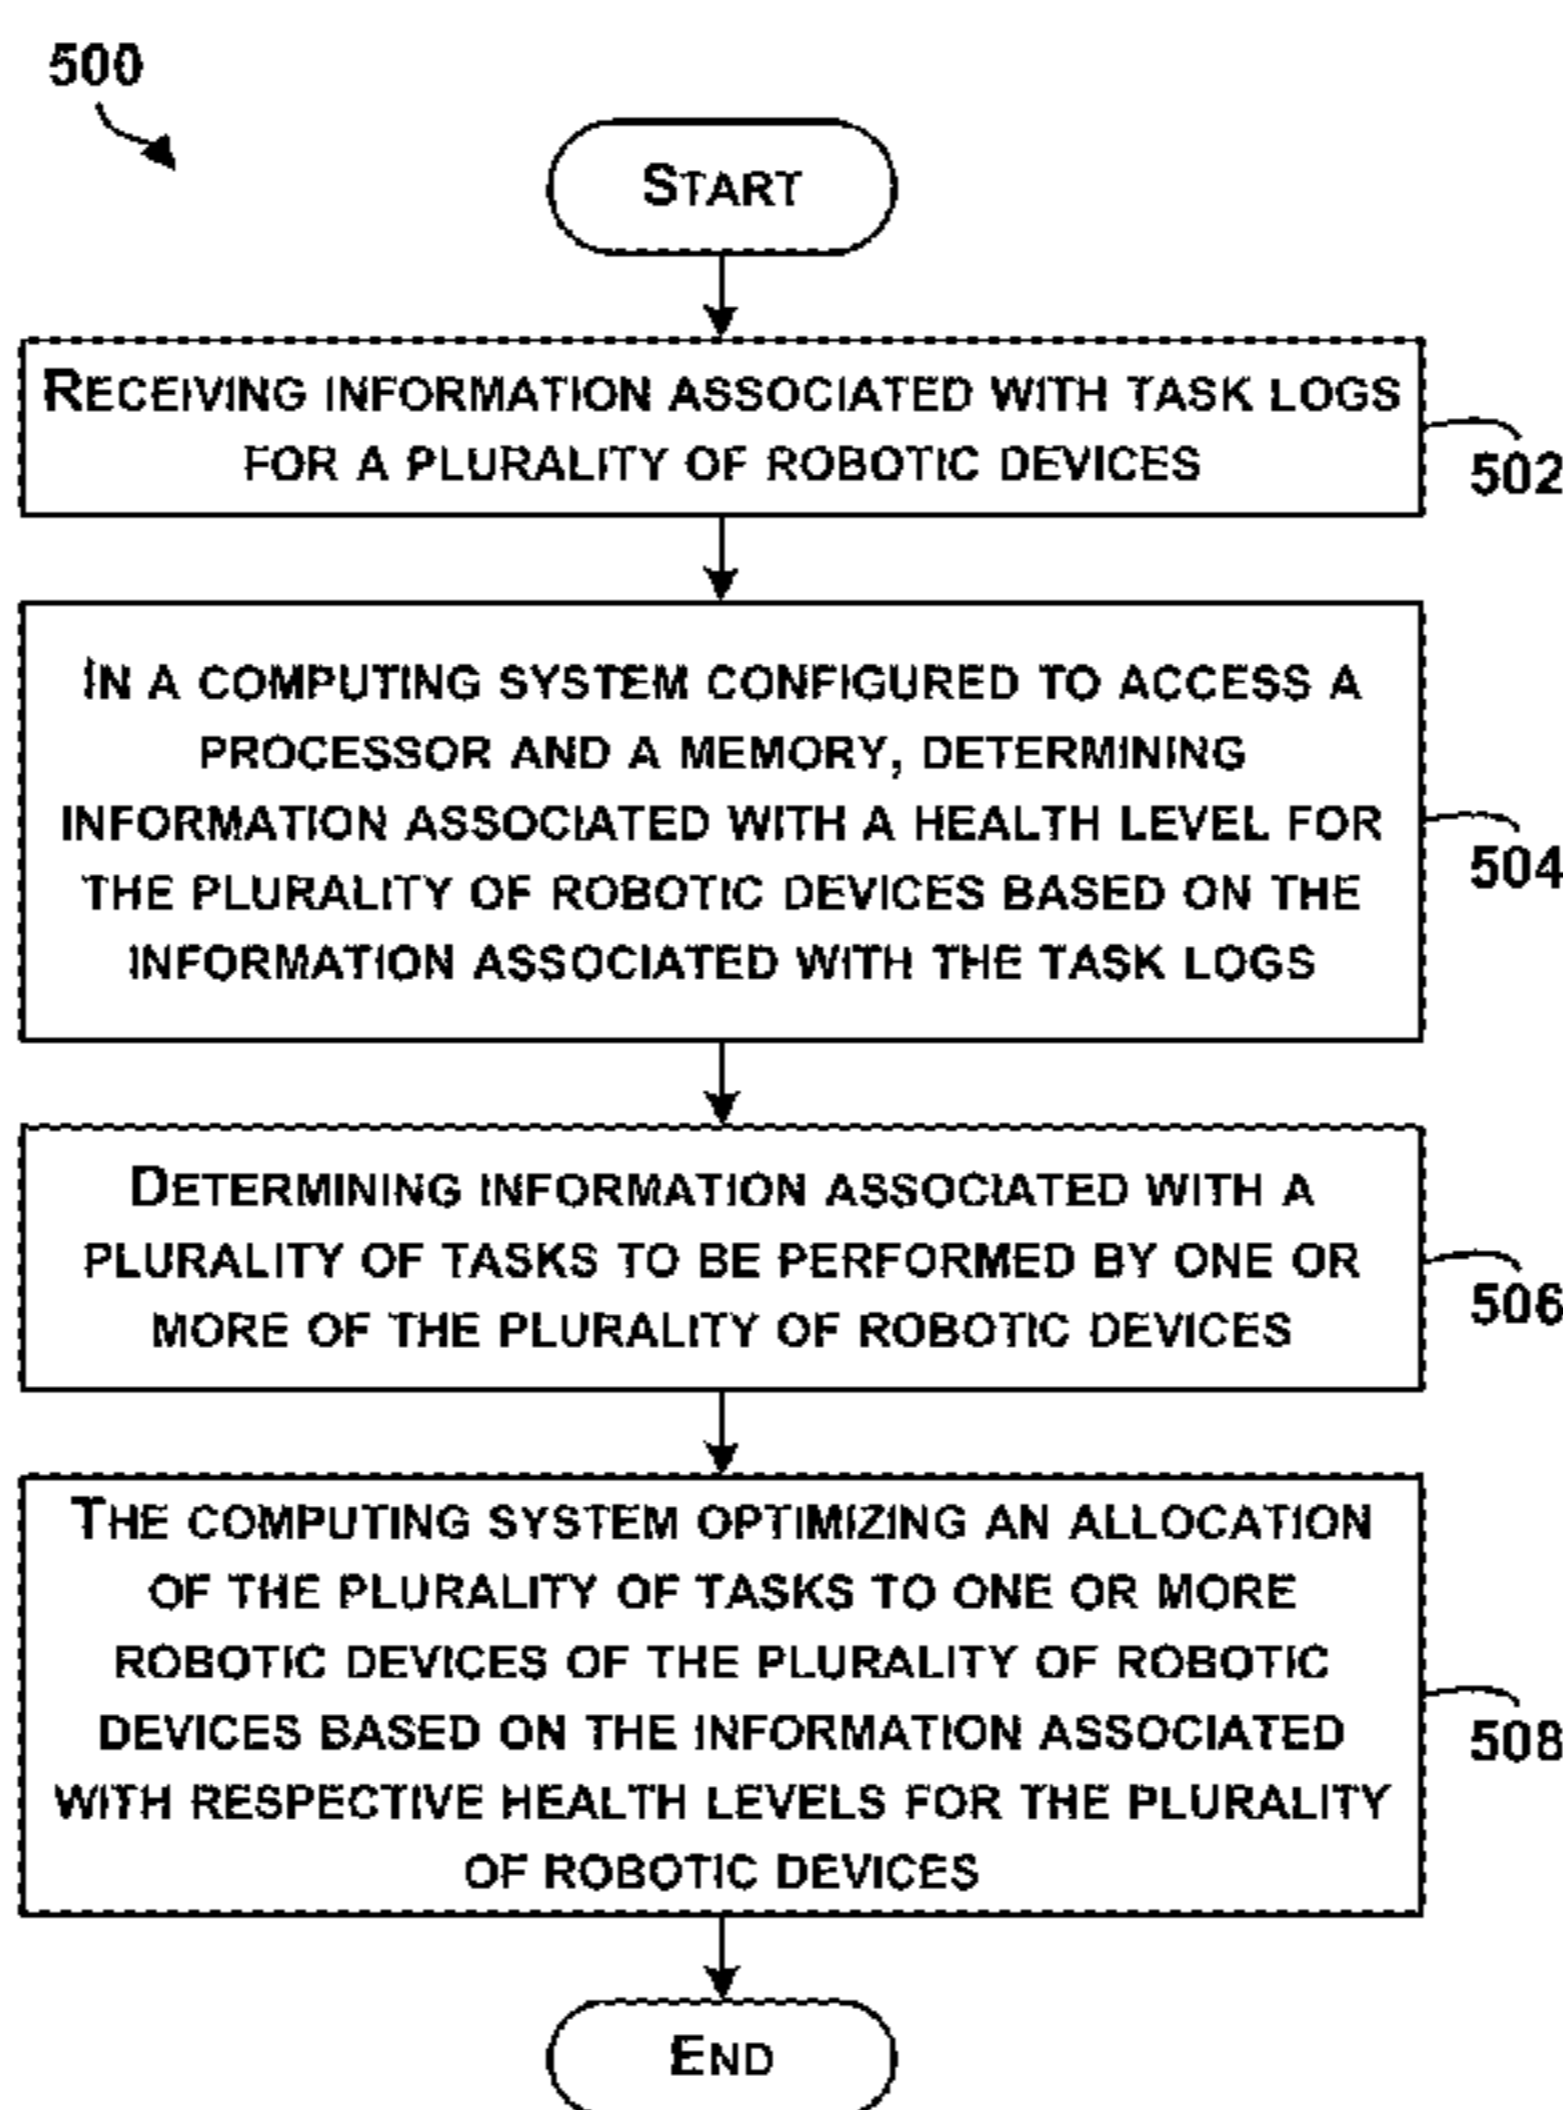 500
START
RECEIVING INFORMATION ASSOCIATED WITH TASK LOGS
FOR A PLURALITY OF ROBOTIC DEVICES
502
IN A COMPUTING SYSTEM CONFIGURED TO ACCESS A
PROCESSOR AND A MEMORY, DETERMINING
INFORMATION ASSOCIATED WITH A HEALTH LEVEL FOR
THE PLURALITY OF ROBOTIC DEVICES BASED ON THE
INFORMATION ASSOCIATED WITH THE TASK LOGS
504
DETERMINING INFORMATION ASSOCIATED WITH A
PLURALITY OF TASKS TO BE PERFORMED BY ONE OR
MORE OF THE PLURALITY OF ROBOTIC DEVICES
506
THE COMPUTING SYSTEM OPTIMIZING AN ALLOCATION
OF THE PLURALITY OF TASKS TO ONE OR MORE
ROBOTIC DEVICES OF THE PLURALITY OF ROBOTIC
DEVICES BASED ON THE INFORMATION ASSOCIATED
WITH RESPECTIVE HEALTH LEVELS FOR THE PLURALITY
OF ROBOTIC DEVICES
508
END